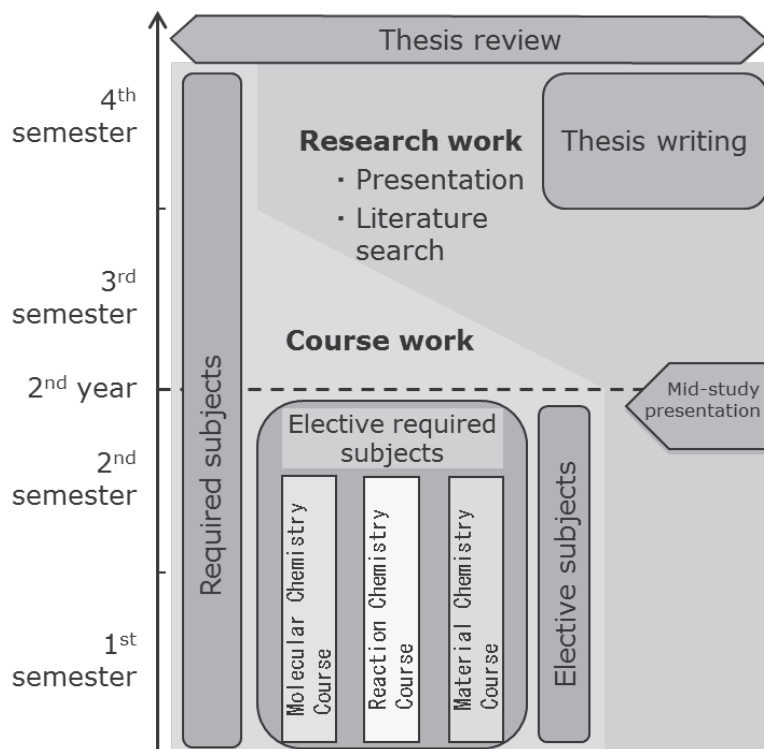 Thesis review
4th
semester
Research work
・Presentation
・Literature
search
Thesis writing
3rd
semester
Course work
2nd year
Mid-study
presentation
Required subjects
Elective required
subjects
2nd
semester
Molecular Chemistry
Course
Reaction Chemistry
Course
Material Chemistry
Course
Elective subjects
1st
semester